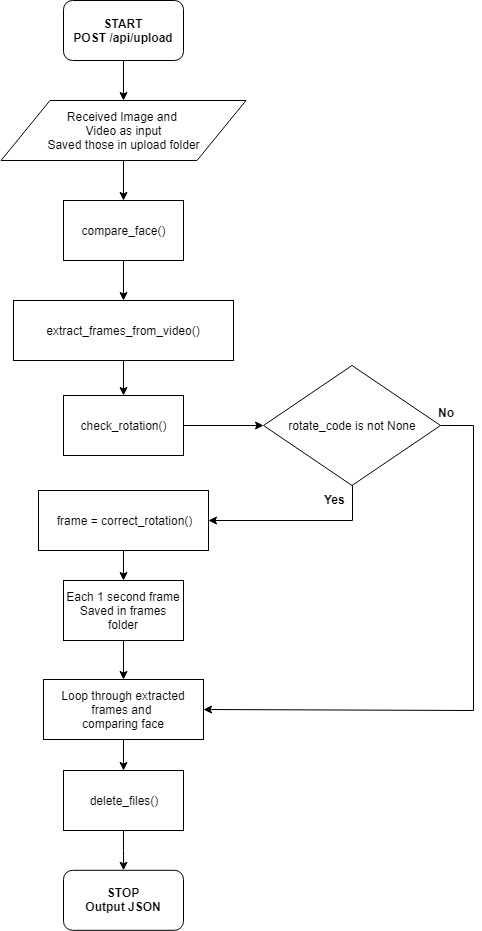 START
POST /api/upload
Received Image and
Video as input
Saved those in upload folder
compare_face()
extract_frames_from_video()
check_rotation()
rotate_code is not None
No
Yes
frame = correct_rotation()
Each 1 second frame
Saved in frames
folder
Loop through extracted
frames and
comparing face
delete_files()
STOP
Output JSON